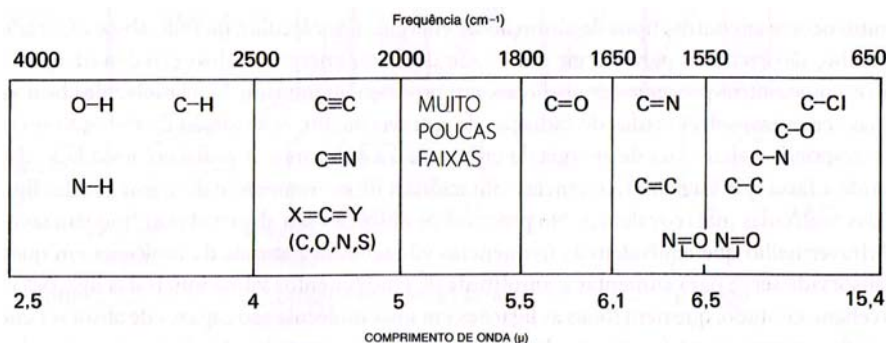 Frequência (cm⁻¹)
4000 2500 2000 1800 1650 1550 650
O–H C–H C≡C MUITO C=O C=N C–Cl
POUCAS C–O
C≡N FAIXAS C–N
N–H C=C C–C
X=C=Y
(C,O,N,S) N=O N=O
2,5 4 5 5,5 6,1 6,5 15,4
COMPRIMENTO DE ONDA (μ)